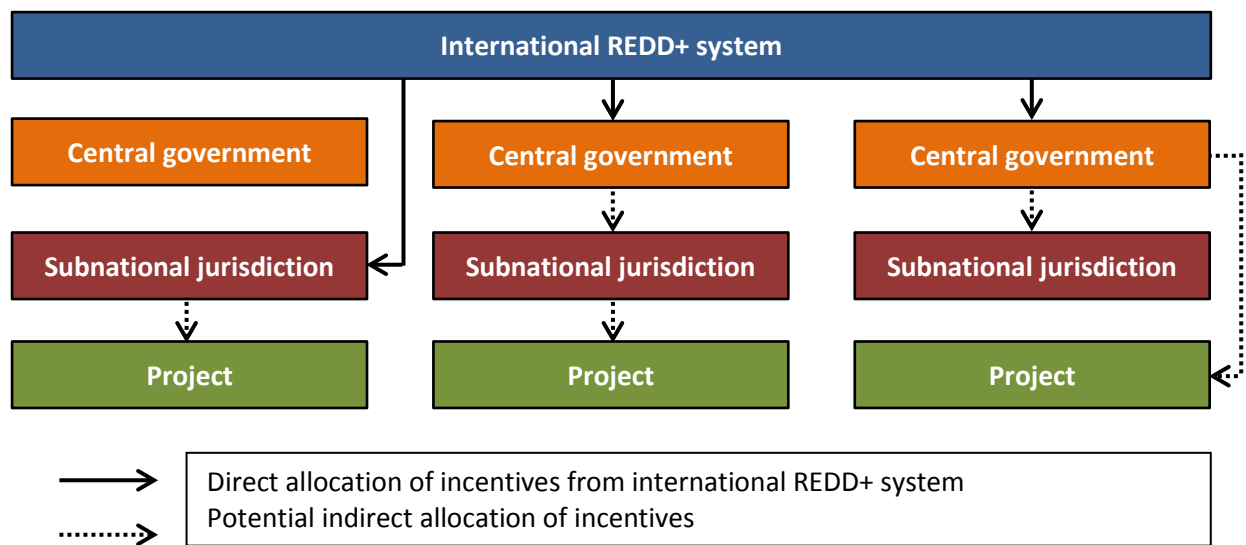 International REDD+ system
Central government
Central government
Central government
Subnational jurisdiction
Subnational jurisdiction
Subnational jurisdiction
Project
Project
Project
Direct allocation of incentives from international REDD+ system
Potential indirect allocation of incentives